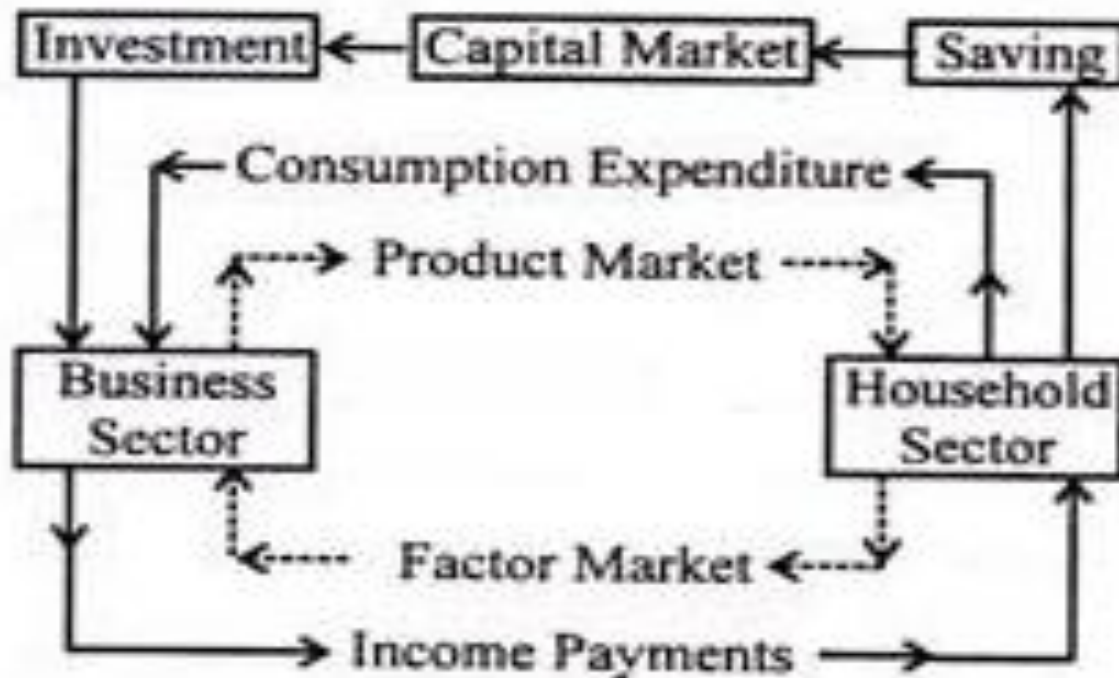 Investment
Capital Market
Saving
Consumption Expenditure
Product Market
Business
Sector
Household
Sector
Factor Market
Income Payments